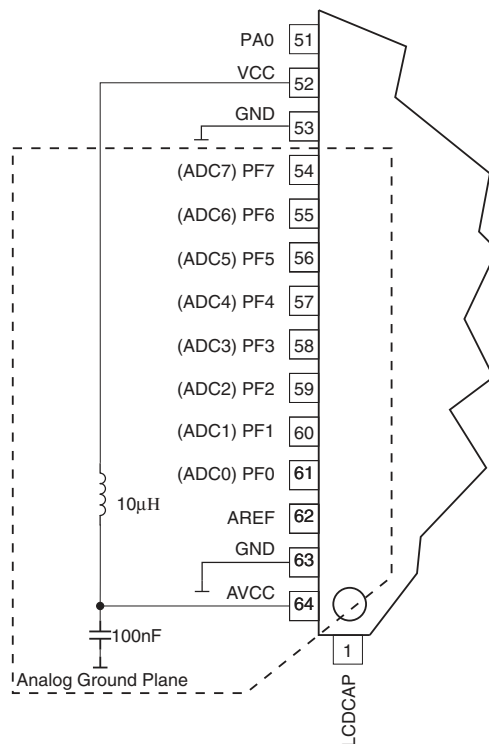 PA0 51
VCC 52
GND 53
(ADC7) PF7 54
(ADC6) PF6 55
(ADC5) PF5 56
(ADC4) PF4 57
(ADC3) PF3 58
(ADC2) PF2 59
(ADC1) PF1 60
(ADC0) PF0 61
10μH
AREF 62
GND 63
AVCC 64
100nF
1
Analog Ground Plane
LCDCAP